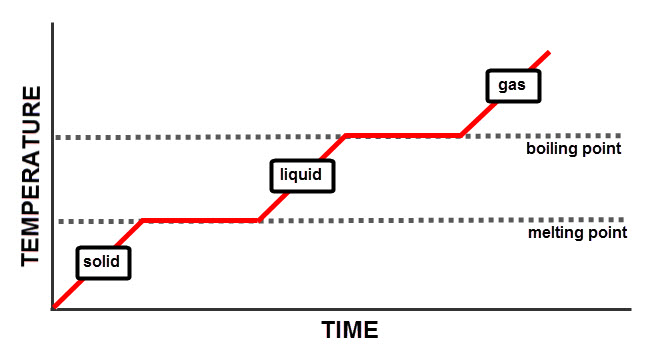 TEMPERATURE
gas
boiling point
liquid
melting point
solid
TIME